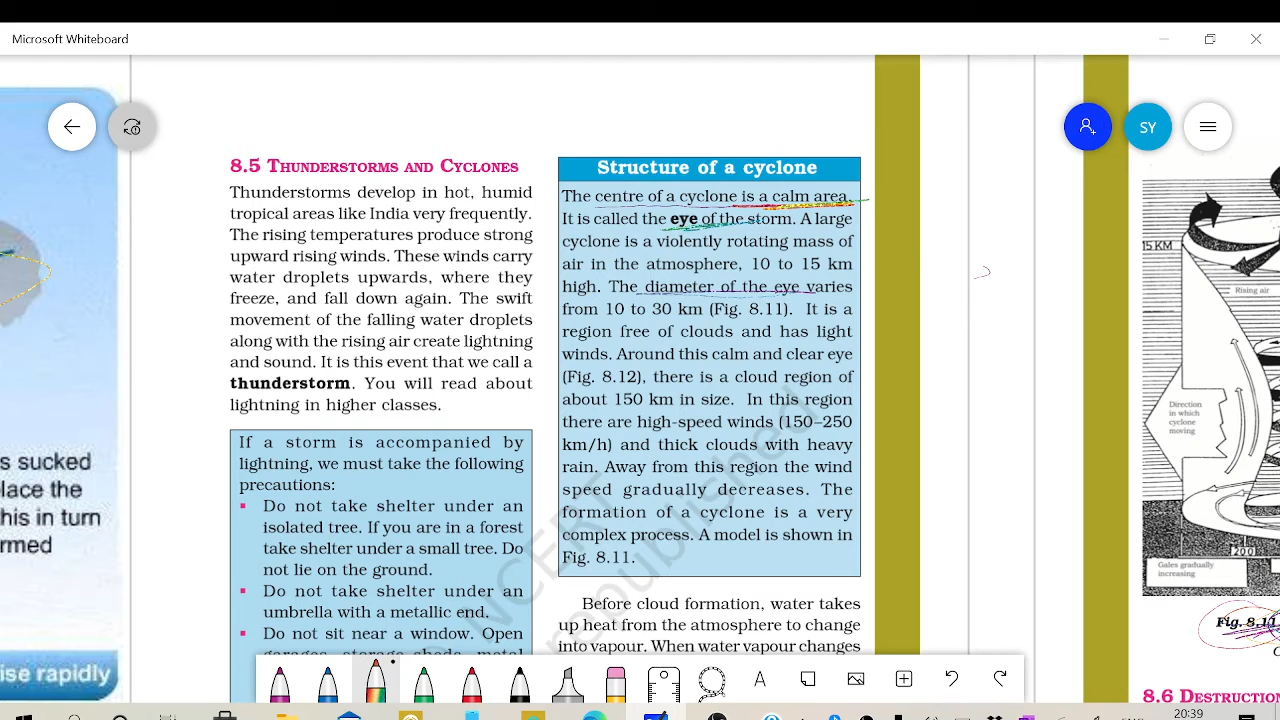 Microsoft Whiteboard
SY
s sucked
lace the
his in turn
rmed
se rapidly
8.5 THUNDERSTORMS AND CYCLONES
Thunderstorms develop in hot, humid
tropical areas like India very frequently.
The rising temperatures produce strong
upward rising winds. These winds carry
water droplets upwards, where they
freeze, and fall down again. The swift
movement of the falling water droplets
along with the rising air create lightning
and sound. It is this event that we call a
thunderstorm. You will read about
lightning in higher classes.
If a storm is accompanied by
lightning, we must take the following
precautions:
▪ Do not take shelter under an
isolated tree. If you are in a forest
take shelter under a small tree. Do
not lie on the ground.
▪ Do not take shelter under an
umbrella with a metallic end.
▪ Do not sit near a window. Open
garages, storage sheds, metal
Structure of a cyclone
The centre of a cyclone is a calm area.
It is called the eye of the storm. A large
cyclone is a violently rotating mass of
air in the atmosphere, 10 to 15 km
high. The diameter of the eye varies
from 10 to 30 km (Fig. 8.11). It is a
region free of clouds and has light
winds. Around this calm and clear eye
(Fig. 8.12), there is a cloud region of
about 150 km in size. In this region
there are high-speed winds (150–250
km/h) and thick clouds with heavy
rain. Away from this region the wind
speed gradually decreases. The
formation of a cyclone is a very
complex process. A model is shown in
Fig. 8.11.
Before cloud formation, water takes
up heat from the atmosphere to change
into vapour. When water vapour changes
15 KM
Rising air
Direction
in which
cyclone
moving
200
Gales gradually
increasing
Fig. 8.11
8.6 DESTRUCTION
20:39